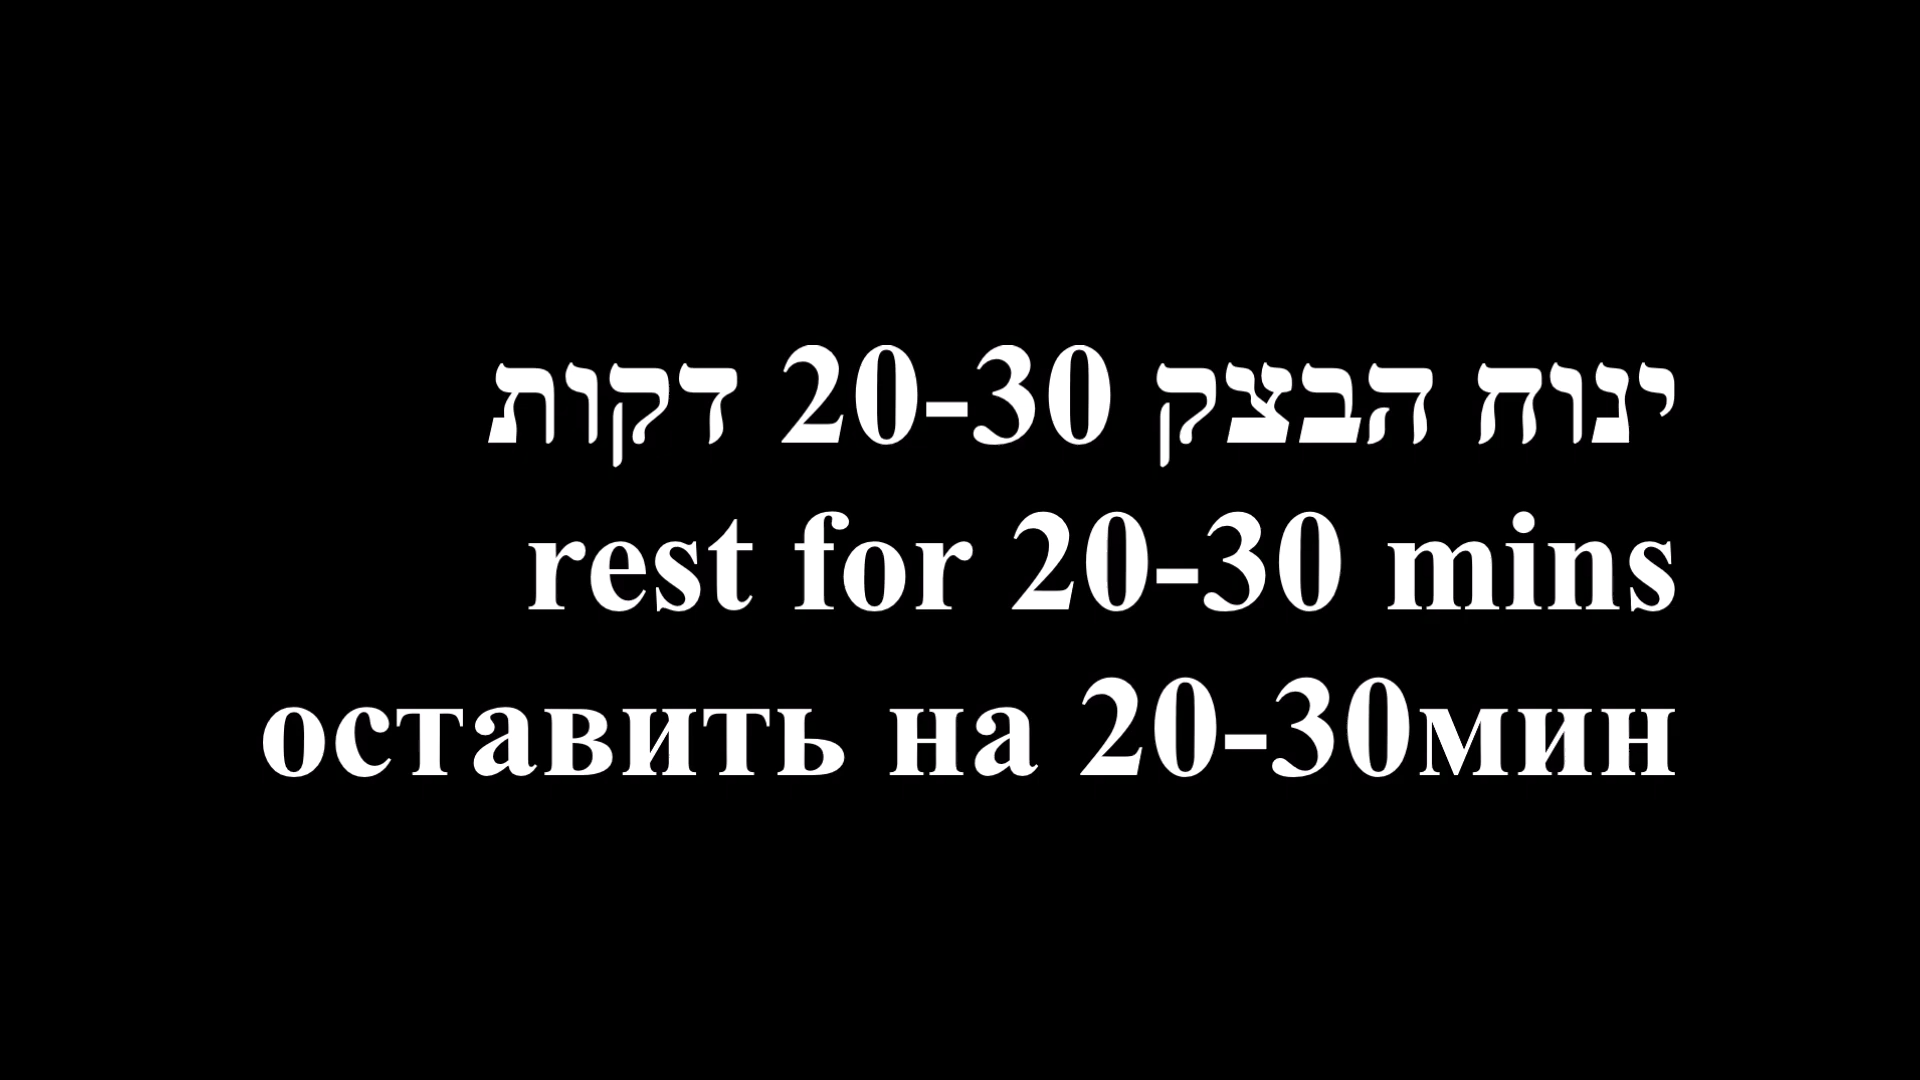 ינוח הבצק 20-30 דקות
rest for 20-30 mins
оставить на 20-30мин